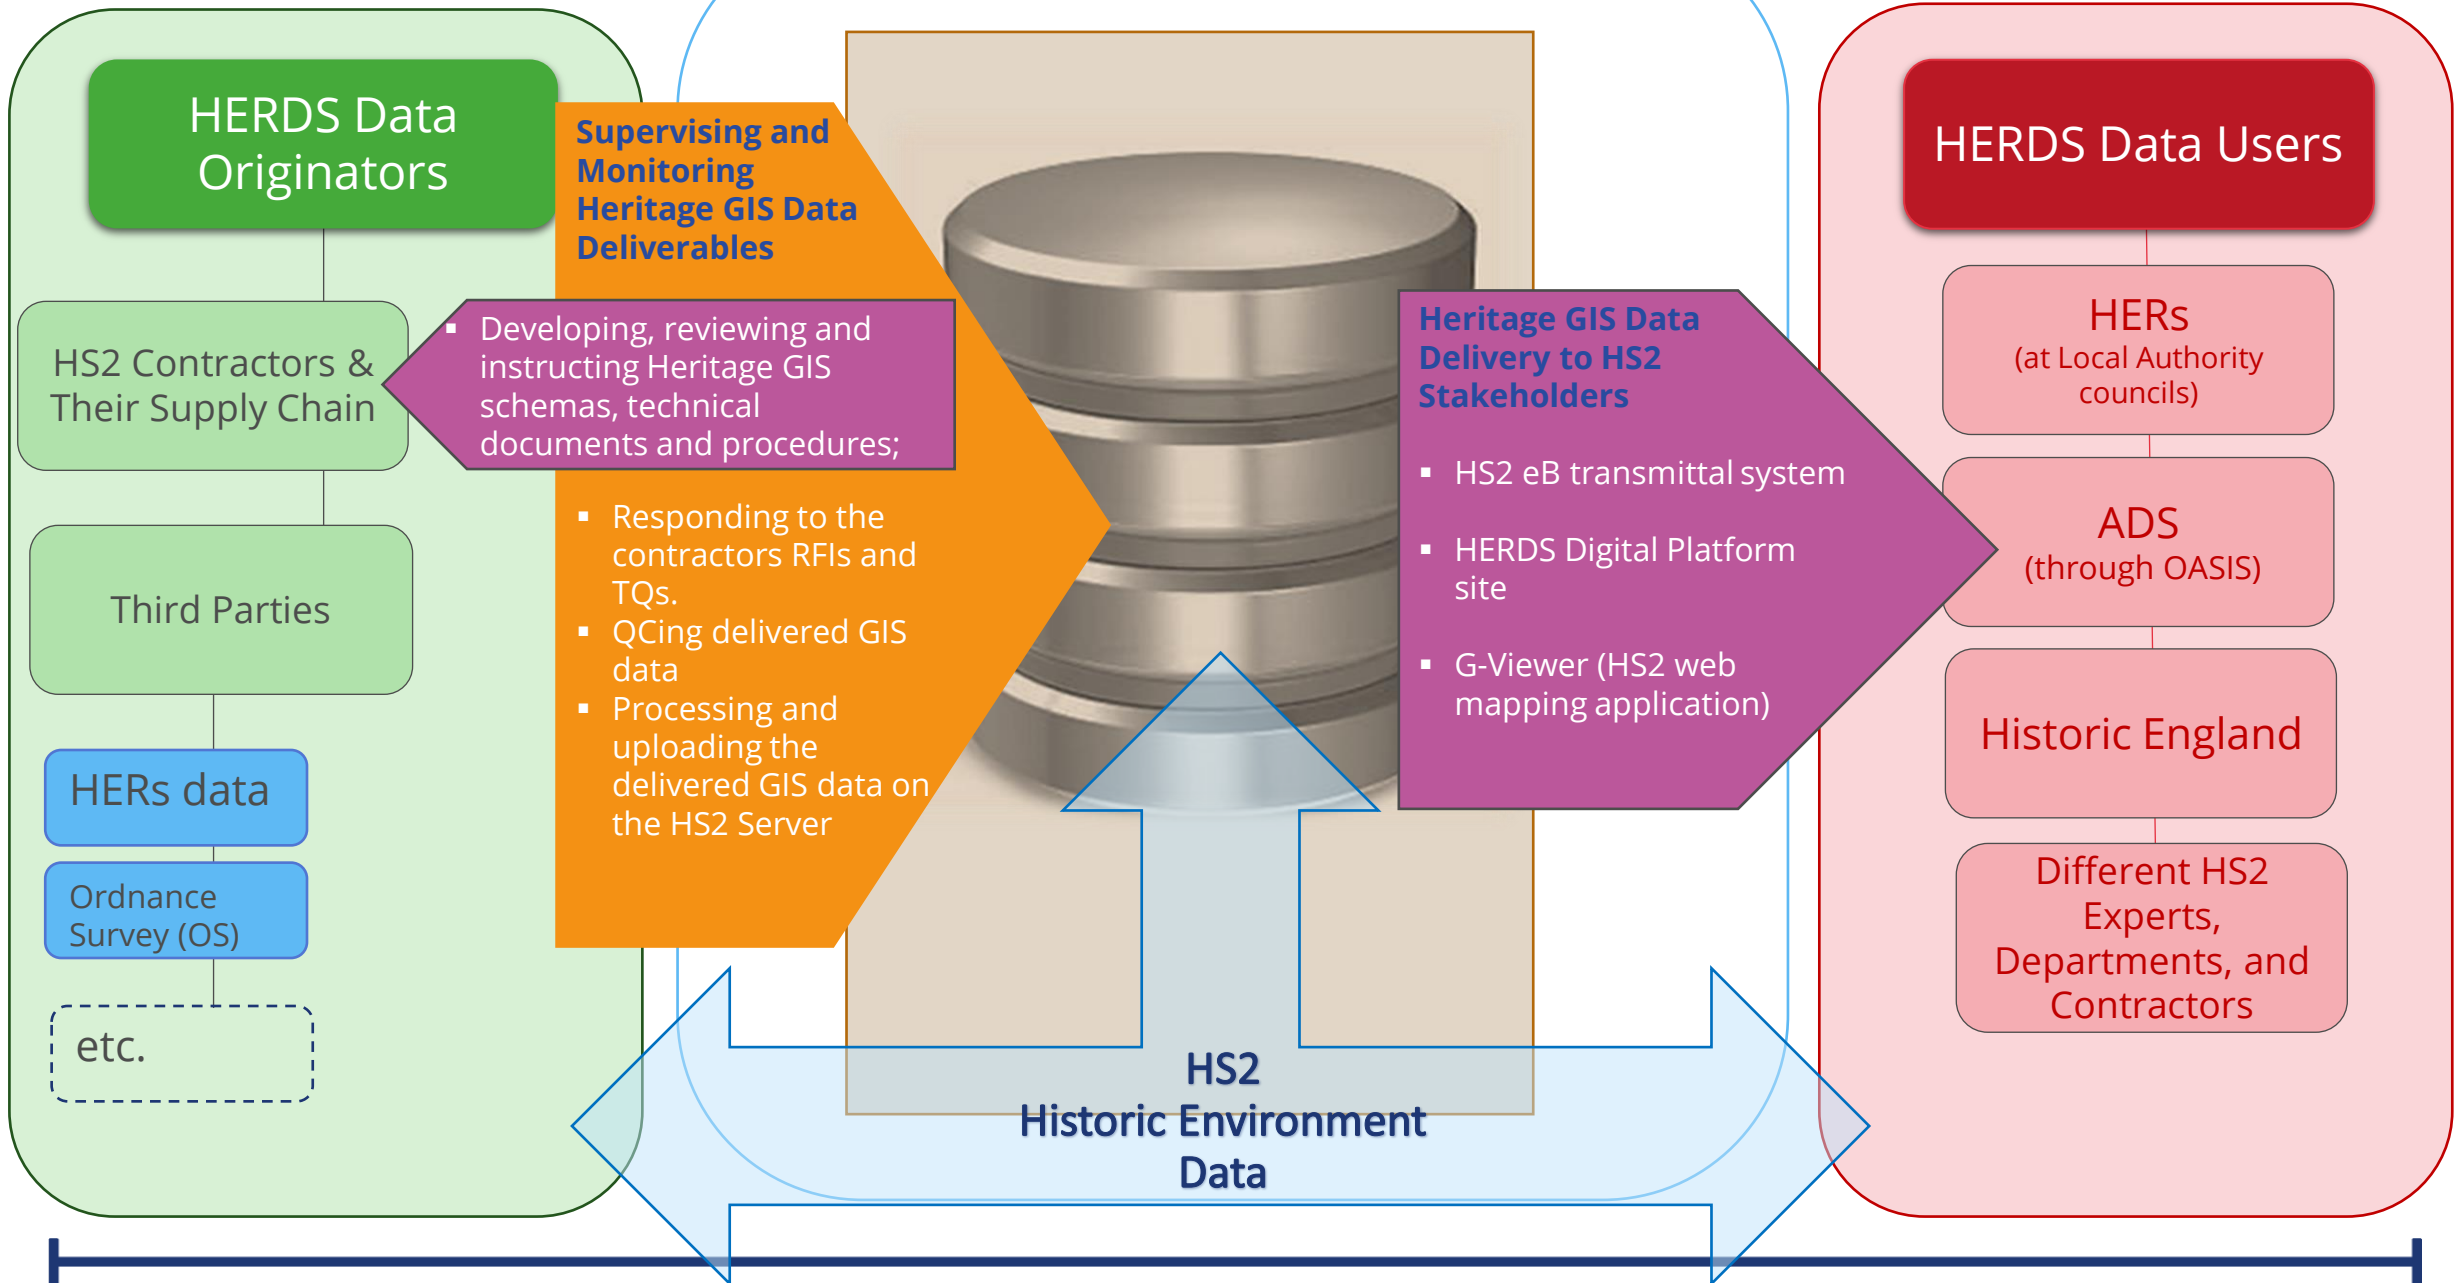 HERDS Data
Originators
HS2 Contractors &
Their Supply Chain
Third Parties
HERs data
Ordnance
Survey (OS)
etc.
Supervising and
Monitoring
Heritage GIS Data
Deliverables
▪ Developing, reviewing and
instructing Heritage GIS
schemas, technical
documents and procedures;
▪ Responding to the
contractors RFIs and
TQs.
▪ QCing delivered GIS
data
▪ Processing and
uploading the
delivered GIS data on
the HS2 Server
HS2
Historic Environment
Data
Heritage GIS Data
Delivery to HS2
Stakeholders
▪ HS2 eB transmittal system
▪ HERDS Digital Platform
site
▪ G-Viewer (HS2 web
mapping application)
HERDS Data Users
HERs
(at Local Authority
councils)
ADS
(through OASIS)
Historic England
Different HS2
Experts,
Departments, and
Contractors